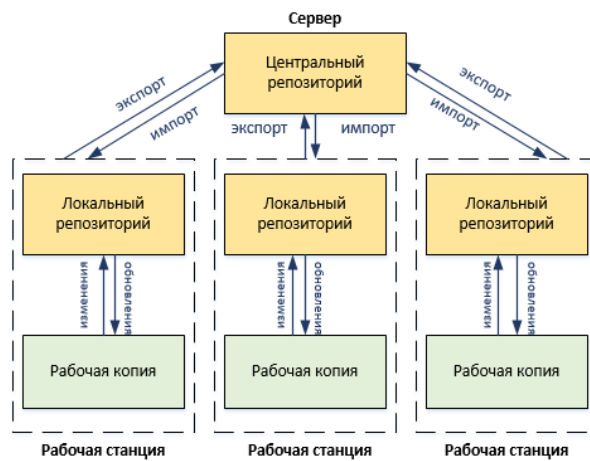 Сервер
Центральный
репозиторий
экспорт
импорт
экспорт
импорт
экспорт
импорт
Локальный
репозиторий
Локальный
репозиторий
Локальный
репозиторий
изменения
обновления
изменения
обновления
изменения
обновления
Рабочая копия
Рабочая копия
Рабочая копия
Рабочая станция
Рабочая станция
Рабочая станция